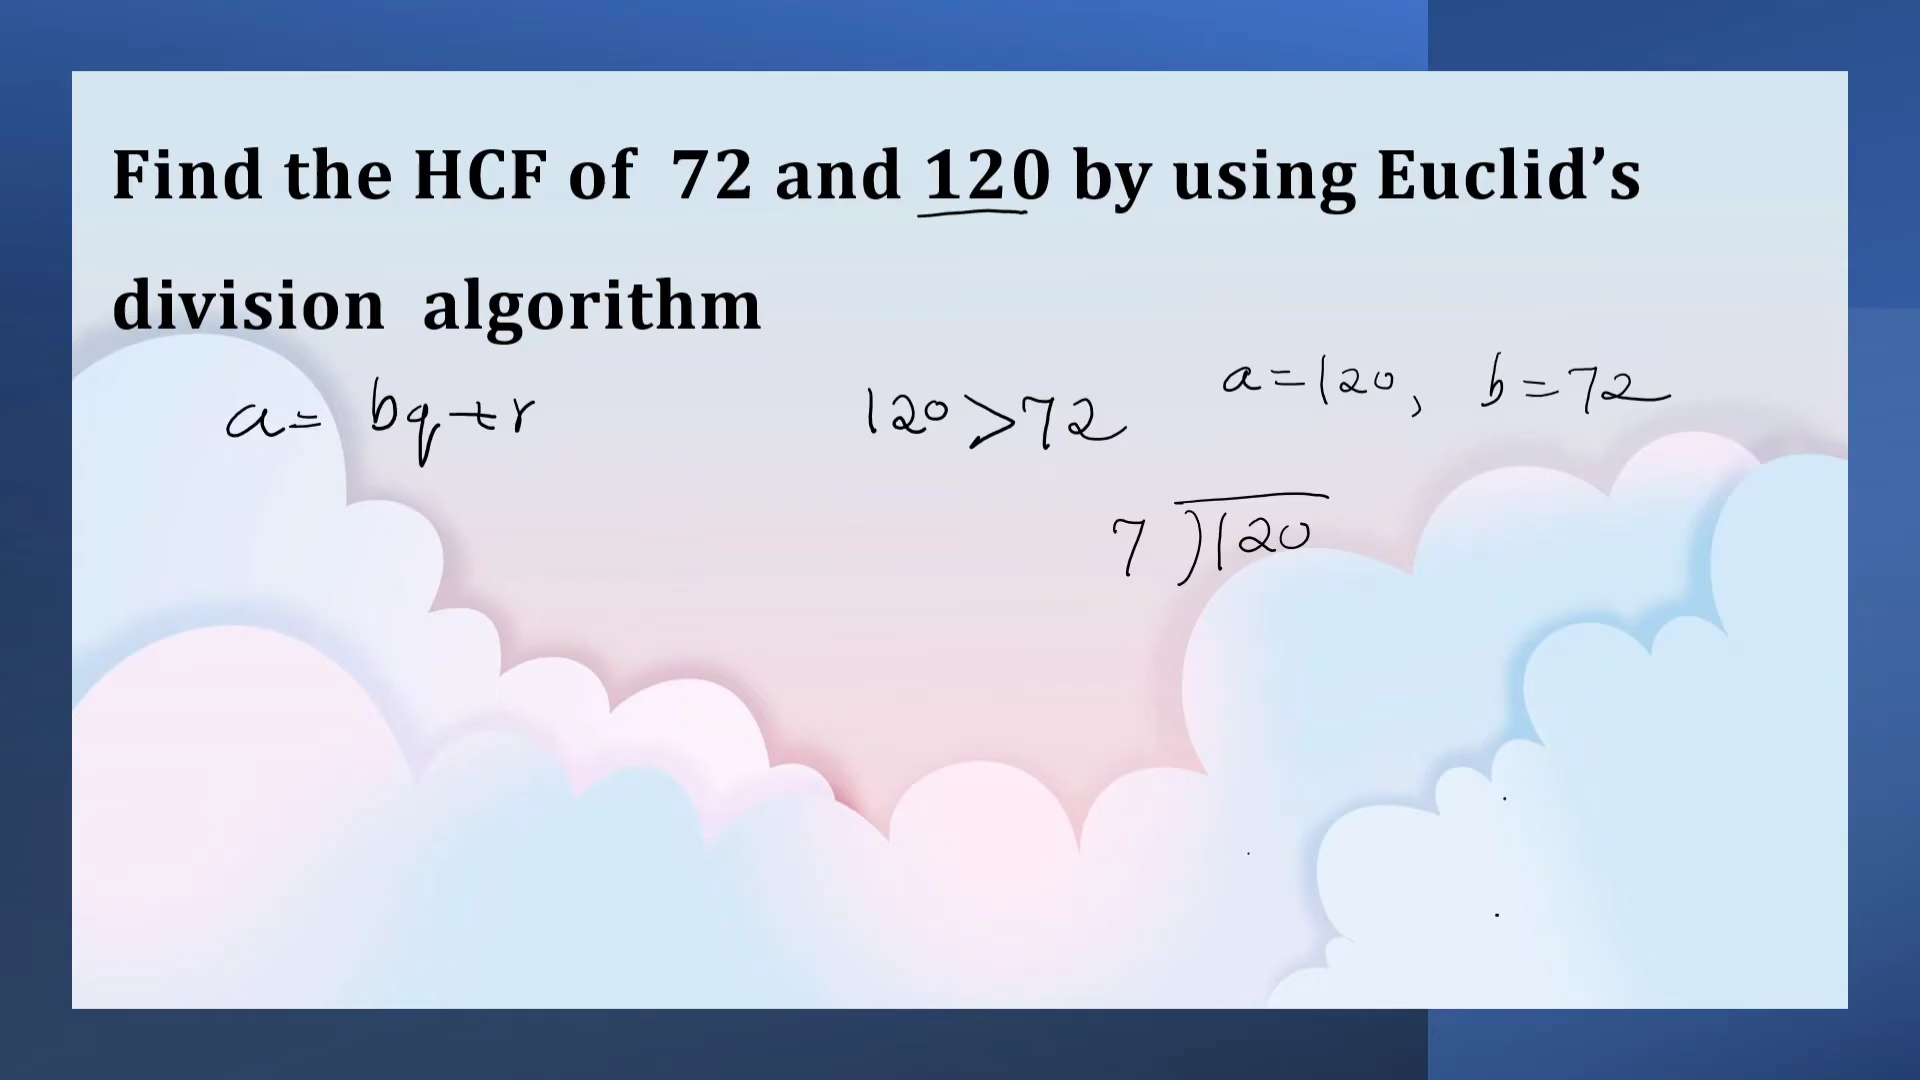 Find the HCF of 72 and 120 by using Euclid’s
division algorithm
a = bq + r 120 > 72 a = 120, b = 72
7 ) 120